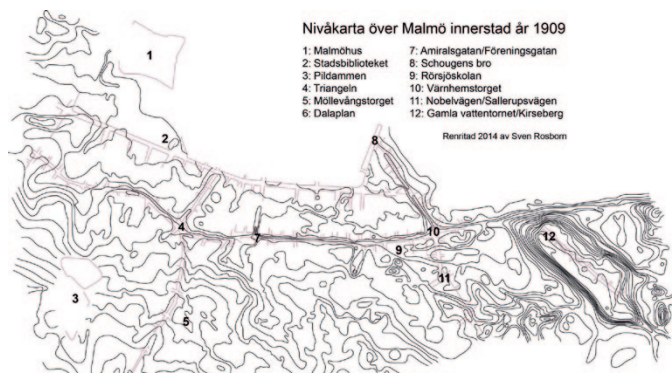 Nivåkarta över Malmö innerstad år 1909
1: Malmöhus
2: Stadsbiblioteket
3: Pildammen
4: Triangeln
5: Möllevångstorget
6: Dalaplan
7: Amiralsgatan/Föreningsgatan
8: Schougens bro
9: Rörsjöskolan
10: Värnhemstorget
11: Nobelvägen/Sallerupsvägen
12: Gamla vattentornet/Kirseberg
Renritad 2014 av Sven Rosborn
1
2
8
4
7
10
9
12
11
3
5